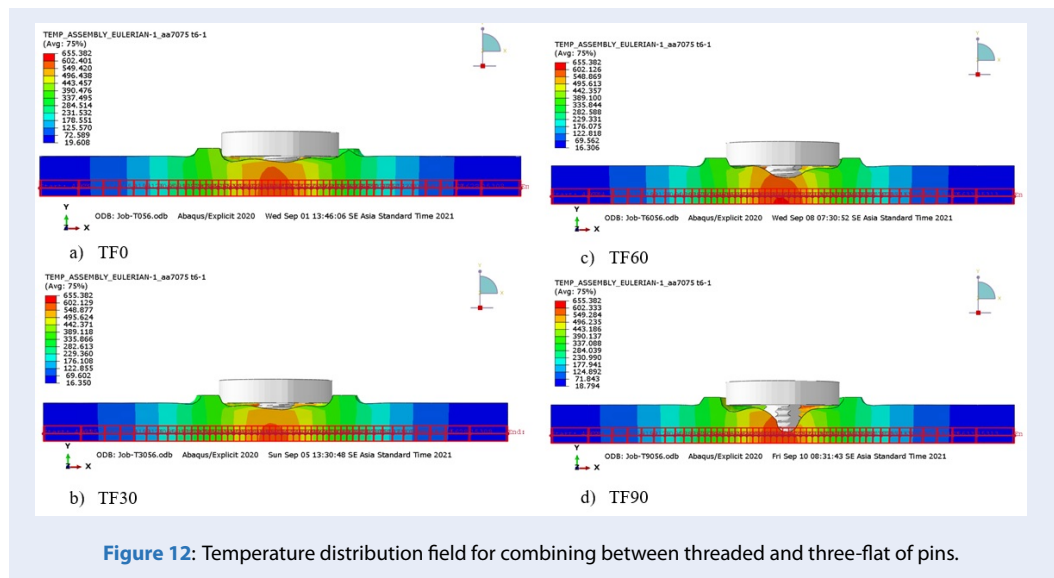 TEMP_ASSEMBLY_EULERIAN-1_aa7075 t6-1
(Avg: 75%)
655.382
602.401
549.420
496.438
443.457
390.476
337.495
284.514
231.532
178.551
125.570
72.589
19.608
Y
Z X
ODB: Job-T056.odb Abaqus/Explicit 2020 Wed Sep 01 13:46:06 SE Asia Standard Time 2021
a) TF0
TEMP_ASSEMBLY_EULERIAN-1_aa7075 t6-1
(Avg: 75%)
655.382
602.129
548.877
495.624
442.371
389.118
335.866
282.613
229.360
176.108
122.855
69.602
16.350
Y
Z X
ODB: Job-T3056.odb Abaqus/Explicit 2020 Sun Sep 05 13:30:48 SE Asia Standard Time 2021
b) TF30
TEMP_ASSEMBLY_EULERIAN-1_aa7075 t6-1
(Avg: 75%)
655.382
602.126
548.869
495.613
442.357
389.100
335.844
282.588
229.331
176.075
122.818
69.562
16.306
Y
Z X
ODB: Job-T6056.odb Abaqus/Explicit 2020 Wed Sep 08 07:30:52 SE Asia Standard Time 2021
c) TF60
TEMP_ASSEMBLY_EULERIAN-1_aa7075 t6-1
(Avg: 75%)
655.382
602.333
549.284
496.235
443.186
390.137
337.088
284.039
230.990
177.941
124.892
71.843
18.794
Y
Z X
ODB: Job-T9056.odb Abaqus/Explicit 2020 Fri Sep 10 08:31:43 SE Asia Standard Time 2021
d) TF90
Figure 12: Temperature distribution field for combining between threaded and three-flat of pins.